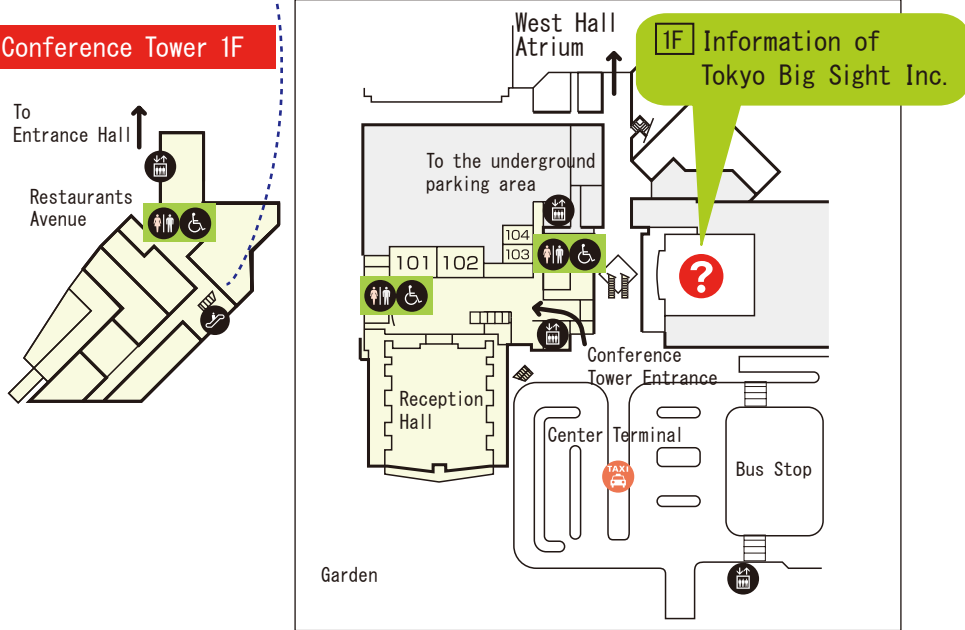 Conference Tower 1F
To
Entrance Hall
Restaurants
Avenue
West Hall
Atrium
1F Information of
Tokyo Big Sight Inc.
To the underground
parking area
104
103
101
102
?
Conference
Tower Entrance
Reception
Hall
Center Terminal
TAXI
Bus Stop
Garden